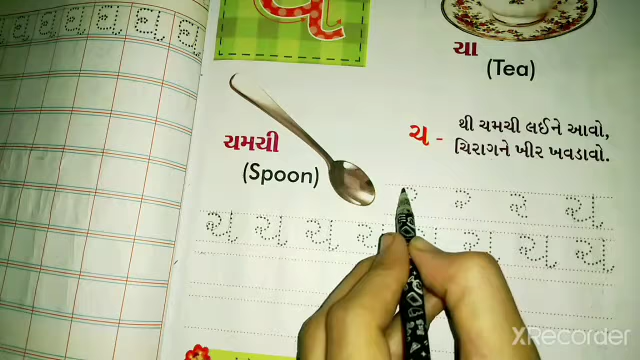 ચ
ચા
(Tea)
ચમચી
(Spoon)
ચ - થી ચમચી લઈને આવો,
ચિરાગને ખીર ખવડાવો.
ચ
ચ ચ ચ ચ ચ ચ ચ ચ
XRecorder